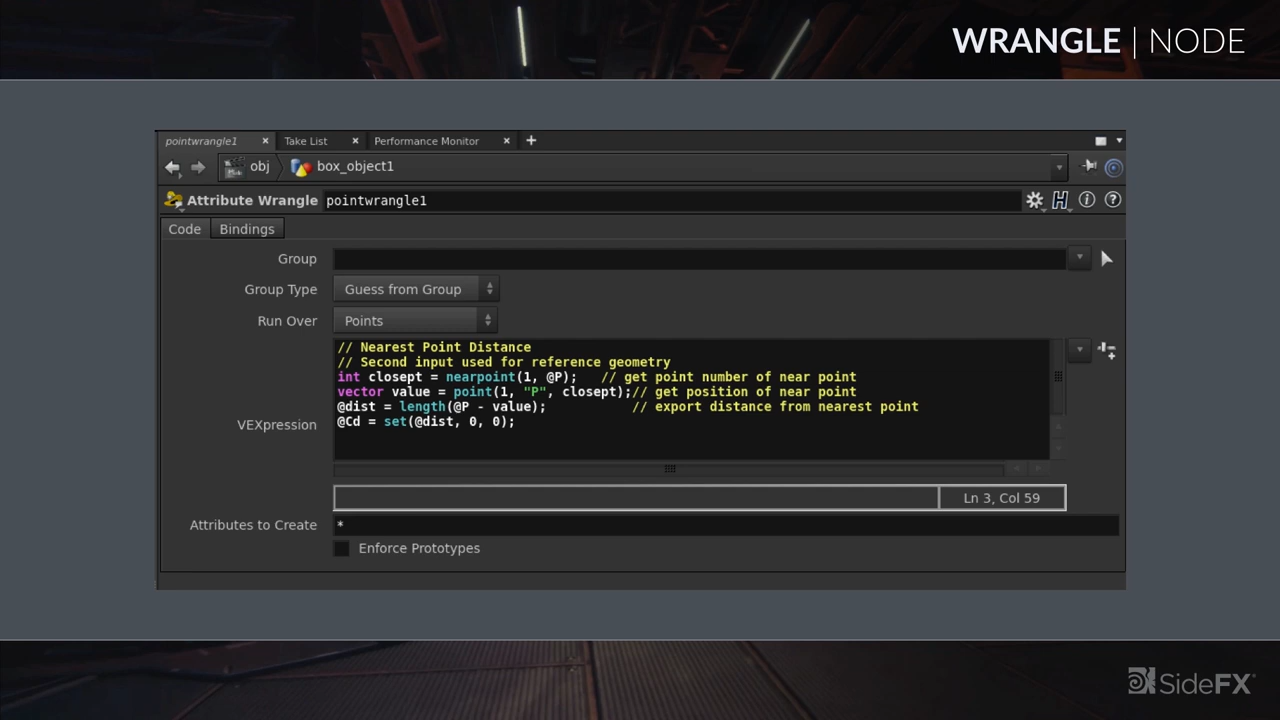 WRANGLE | NODE
pointwrangle1 × Take List × Performance Monitor × +
obj box_object1
Attribute Wrangle pointwrangle1
Code Bindings
Group
Group Type Guess from Group
Run Over Points
// Nearest Point Distance
// Second input used for reference geometry
int closept = nearpoint(1, @P);   // get point number of near point
vector value = point(1, "P", closept);// get position of near point
@dist = length(@P - value);           // export distance from nearest point
@Cd = set(@dist, 0, 0);
VEXpression
Ln 3, Col 59
Attributes to Create *
Enforce Prototypes
SideFX